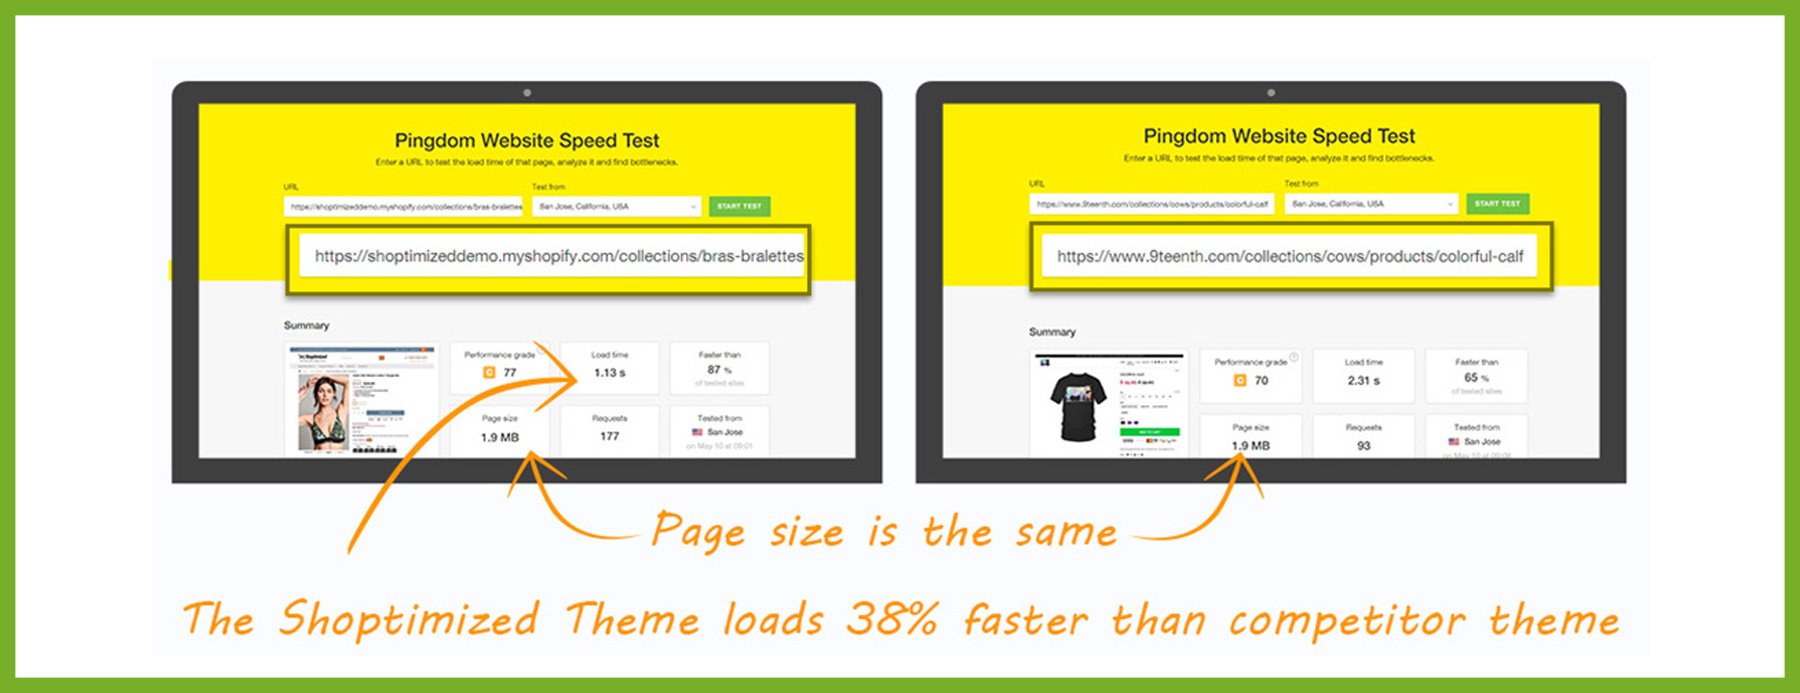 Pingdom Website Speed Test
Enter a URL to test the load time of that page, analyze it and find bottlenecks.
URL
Test from
https://shoptimizeddemo.myshopify.com/collections/bras-bralettes
San Jose, California, USA
START TEST
https://shoptimizeddemo.myshopify.com/collections/bras-bralettes
Summary
Performance grade
C 77
Load time
1.13 s
Faster than
87 %
of tested sites
Page size
1.9 MB
Requests
177
Tested from
San Jose
on May 10 at 09:01
Pingdom Website Speed Test
Enter a URL to test the load time of that page, analyze it and find bottlenecks.
URL
Test from
https://www.9teenth.com/collections/cows/products/colorful-calf
San Jose, California, USA
START TEST
https://www.9teenth.com/collections/cows/products/colorful-calf
Summary
Performance grade ?
C 70
Load time
2.31 s
Faster than
65 %
of tested sites
Page size
1.9 MB
Requests
93
Tested from
San Jose
Page size is the same
The Shoptimized Theme loads 38% faster than competitor theme